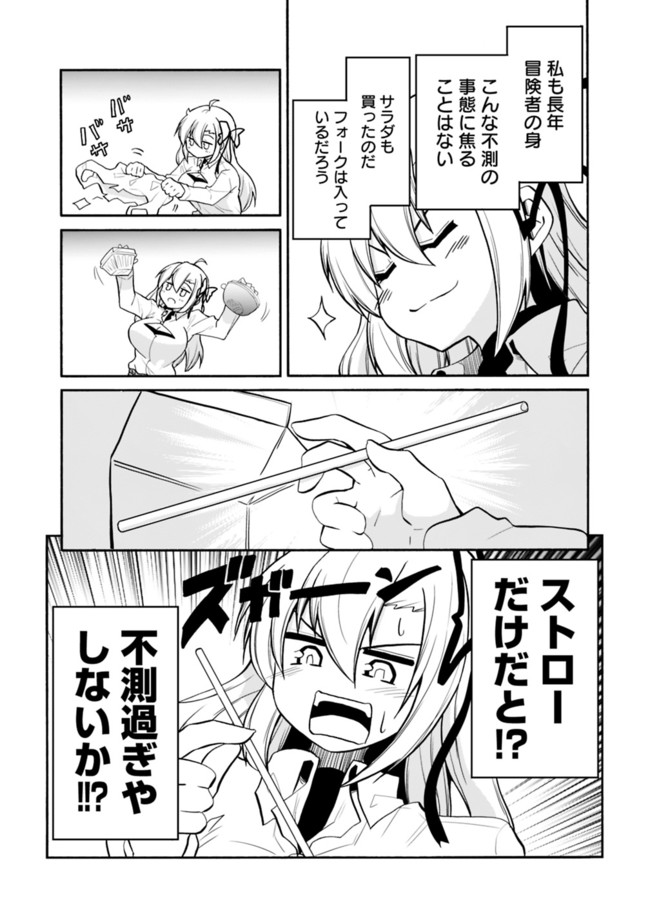 私も長年
冒険者の身
こんな不測の
事態に焦る
ことはない
サラダも
買ったのだ
フォークは入って
いるだろう
バサ
バサ
ズガーン
ストロー
だけだと!?
不測過ぎや
しないか!!?